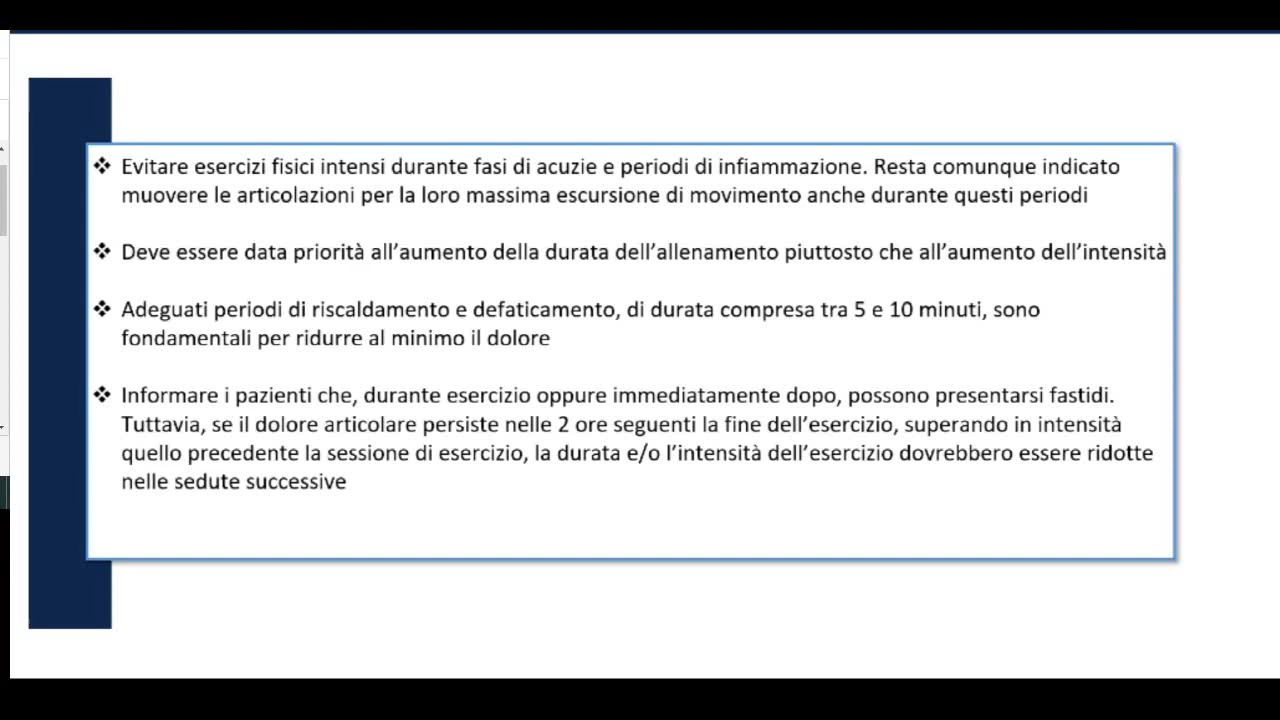 ❖ Evitare esercizi fisici intensi durante fasi di acuzie e periodi di infiammazione. Resta comunque indicato
muovere le articolazioni per la loro massima escursione di movimento anche durante questi periodi
❖ Deve essere data priorità all'aumento della durata dell'allenamento piuttosto che all'aumento dell'intensità
❖ Adeguati periodi di riscaldamento e defaticamento, di durata compresa tra 5 e 10 minuti, sono
fondamentali per ridurre al minimo il dolore
❖ Informare i pazienti che, durante esercizio oppure immediatamente dopo, possono presentarsi fastidi.
Tuttavia, se il dolore articolare persiste nelle 2 ore seguenti la fine dell'esercizio, superando in intensità
quello precedente la sessione di esercizio, la durata e/o l'intensità dell'esercizio dovrebbero essere ridotte
nelle sedute successive